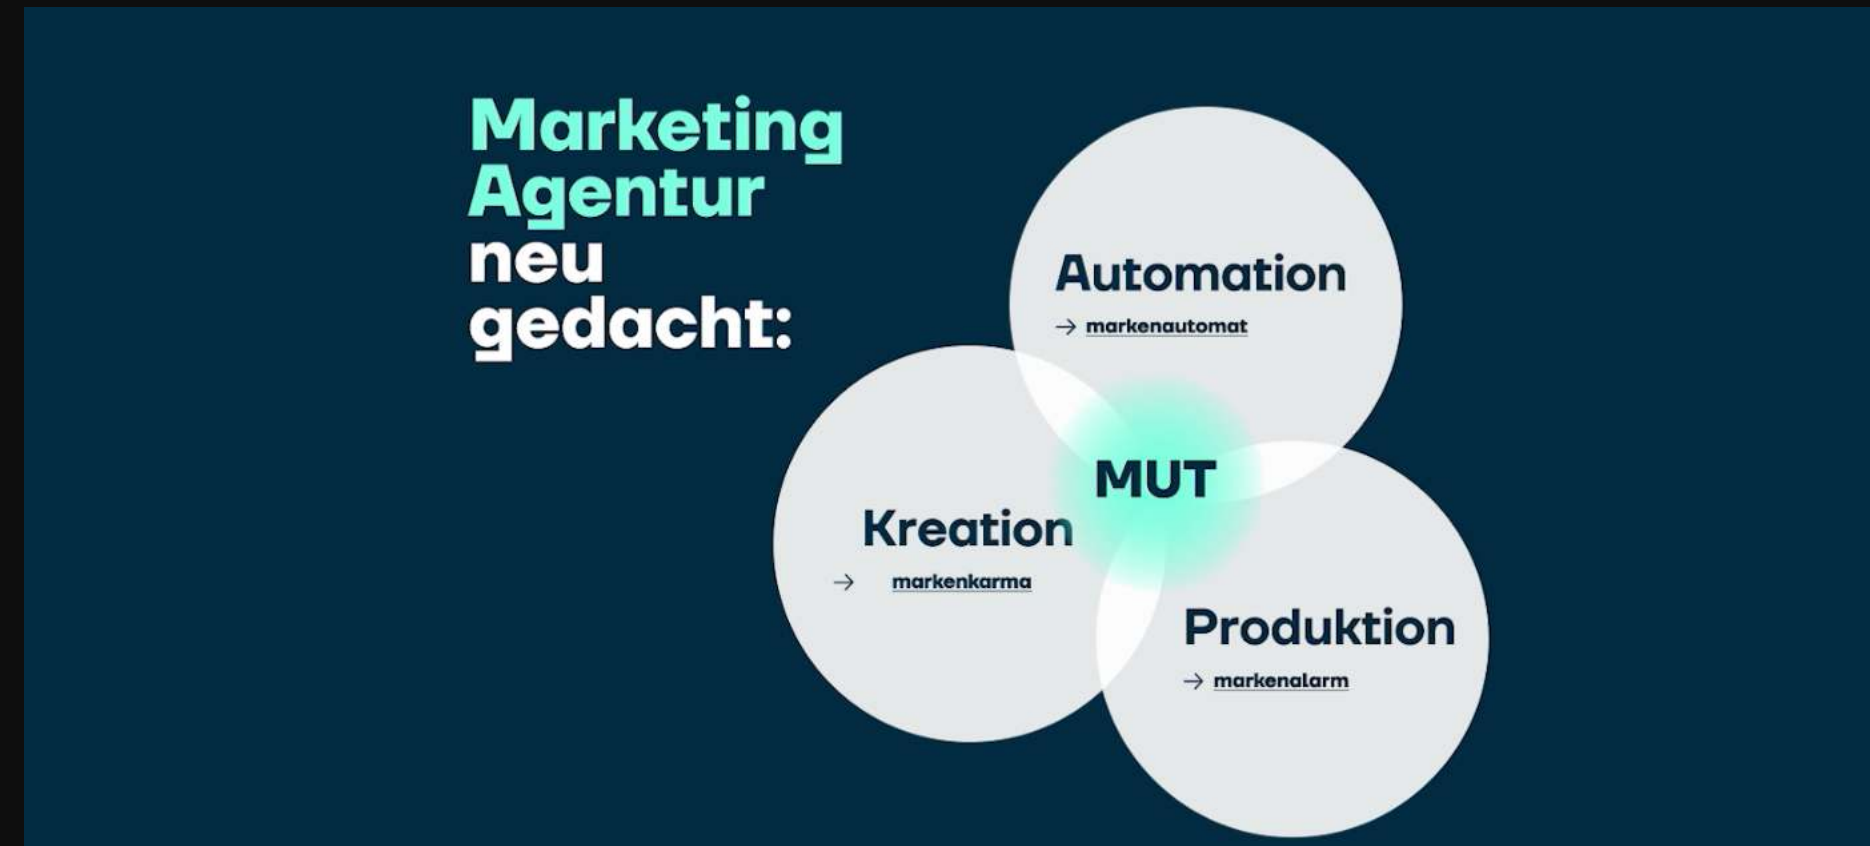 Marketing
Agentur
neu
gedacht:
Automation
→ markenautomat
MUT
Kreation
→ markenkarma
Produktion
→ markenalarm